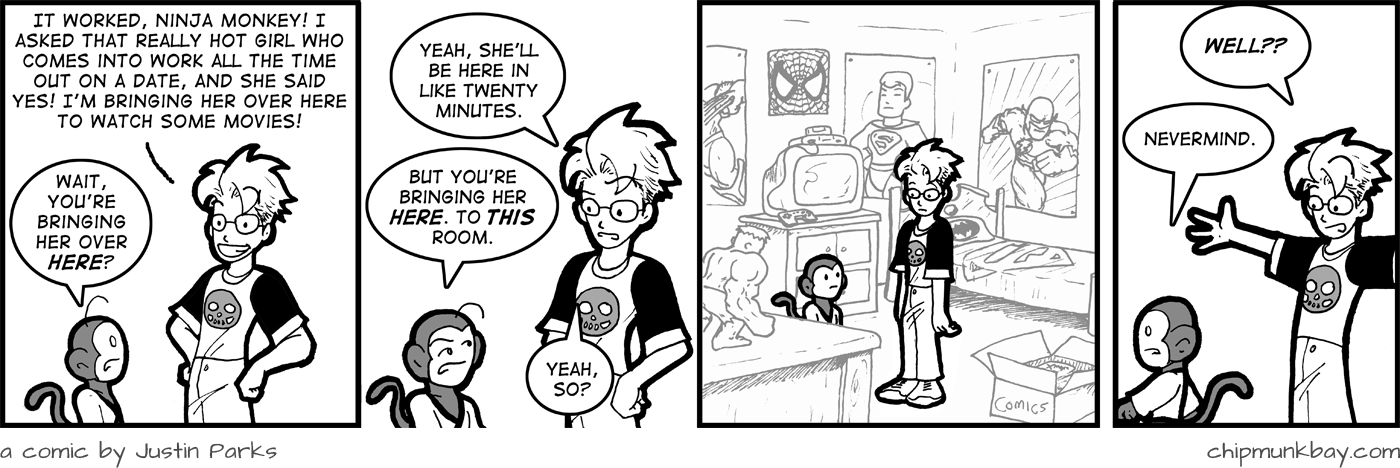 IT WORKED, NINJA MONKEY! I
ASKED THAT REALLY HOT GIRL WHO
COMES INTO WORK ALL THE TIME
OUT ON A DATE, AND SHE SAID
YES! I'M BRINGING HER OVER HERE
TO WATCH SOME MOVIES!
WAIT,
YOU'RE
BRINGING
HER OVER
HERE?
YEAH, SHE'LL
BE HERE IN
LIKE TWENTY
MINUTES.
BUT YOU'RE
BRINGING HER
HERE. TO THIS
ROOM.
YEAH,
SO?
COMICS
WELL??
NEVERMIND.
a comic by Justin Parks
chipmunkbay.com